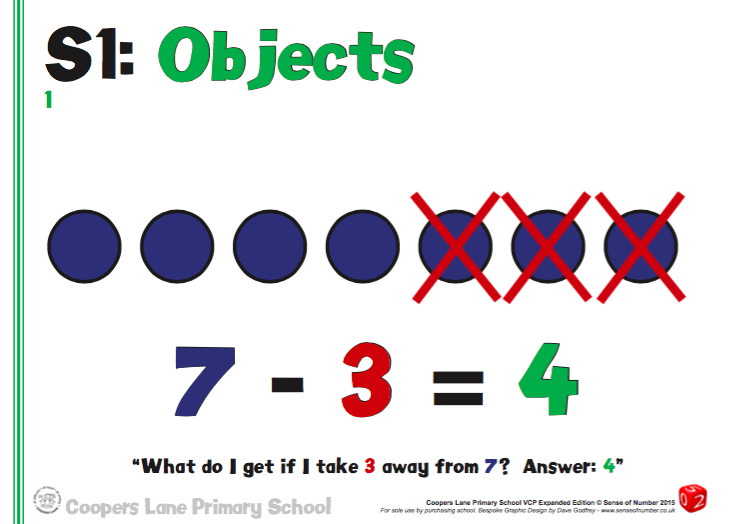 S1: Objects
1
7 - 3 = 4
“What do I get if I take 3 away from 7?  Answer: 4”
Coopers Lane Primary School
Coopers Lane Primary School VCP Expanded Edition © Sense of Number 2015
For sole use by purchasing school. Bespoke Graphic Design by Dave Godfrey - www.senseofnumber.co.uk